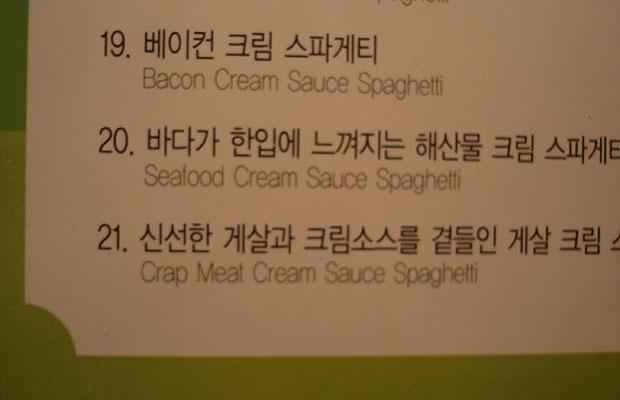 Spaghetti
19. 베이컨 크림 스파게티
Bacon Cream Sauce Spaghetti
20. 바다가 한입에 느껴지는 해산물 크림 스파게티
Seafood Cream Sauce Spaghetti
21. 신선한 게살과 크림소스를 곁들인 게살 크림
Crap Meat Cream Sauce Spaghetti